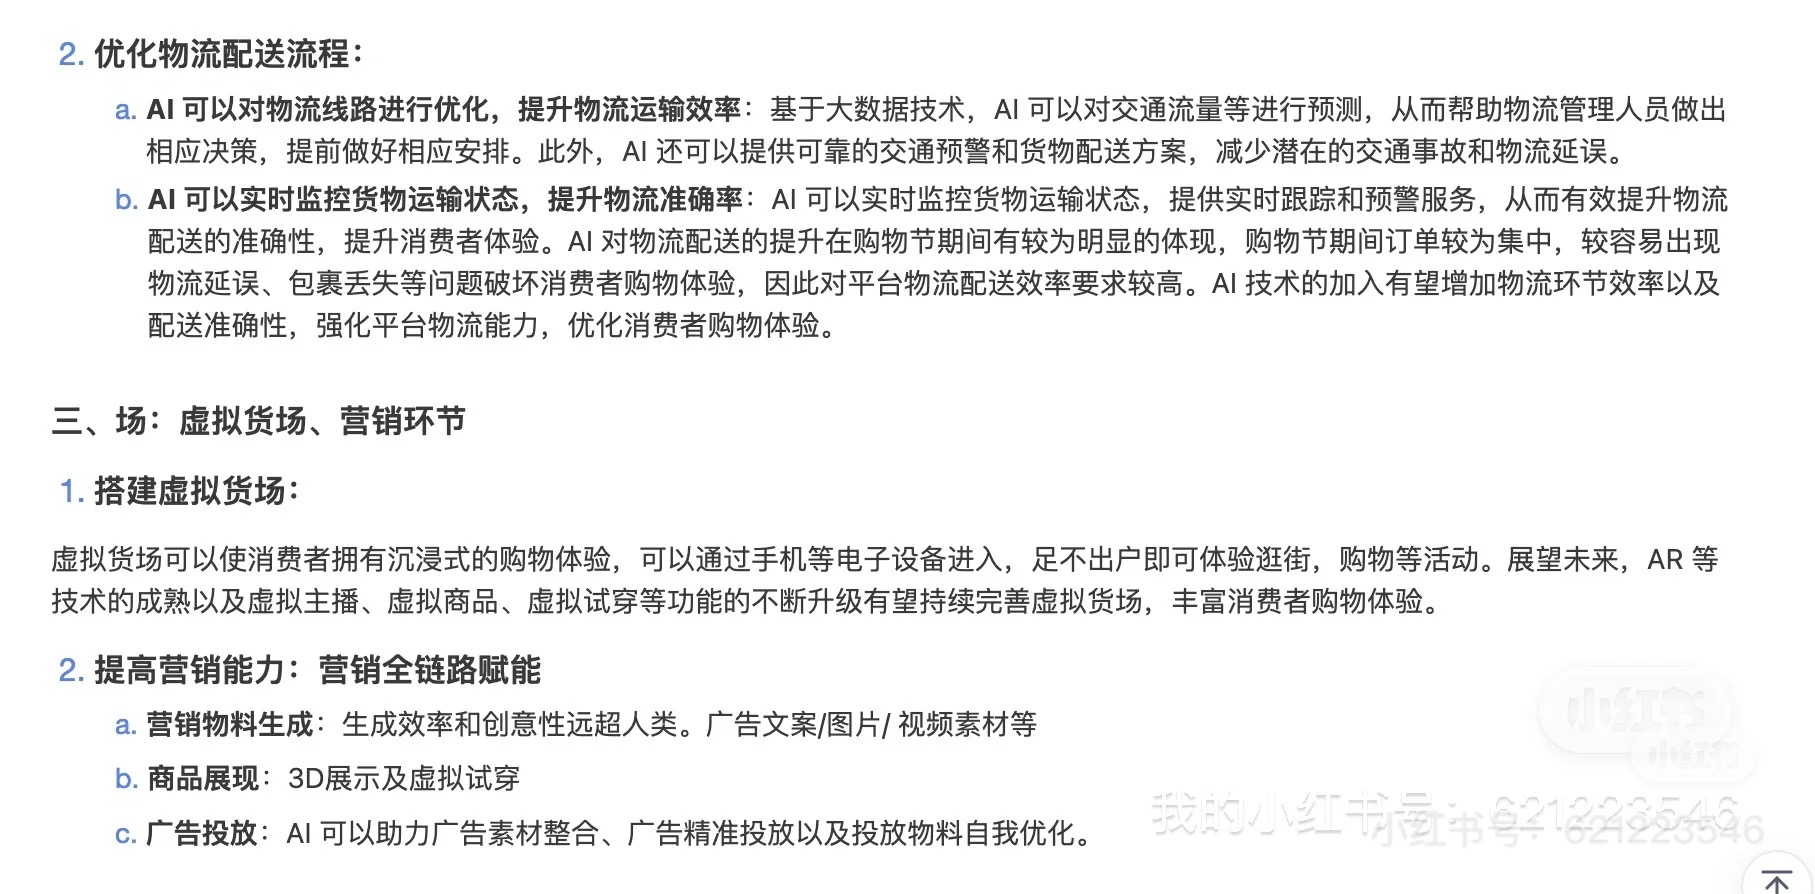 2. 优化物流配送流程：
a. AI 可以对物流线路进行优化，提升物流运输效率：基于大数据技术，AI 可以对交通流量等进行预测，从而帮助物流管理人员做出
相应决策，提前做好相应安排。此外，AI 还可以提供可靠的交通预警和货物配送方案，减少潜在的交通事故和物流延误。
b. AI 可以实时监控货物运输状态，提升物流准确率：AI 可以实时监控货物运输状态，提供实时跟踪和预警服务，从而有效提升物流
配送的准确性，提升消费者体验。AI 对物流配送的提升在购物节期间有较为明显的体现，购物节期间订单较为集中，较容易出现
物流延误、包裹丢失等问题破坏消费者购物体验，因此对平台物流配送效率要求较高。AI 技术的加入有望增加物流环节效率以及
配送准确性，强化平台物流能力，优化消费者购物体验。
三、场：虚拟货场、营销环节
1. 搭建虚拟货场：
虚拟货场可以使消费者拥有沉浸式的购物体验，可以通过手机等电子设备进入，足不出户即可体验逛街，购物等活动。展望未来，AR 等
技术的成熟以及虚拟主播、虚拟商品、虚拟试穿等功能的不断升级有望持续完善虚拟货场，丰富消费者购物体验。
2. 提高营销能力：营销全链路赋能
a. 营销物料生成：生成效率和创意性远超人类。广告文案/图片/ 视频素材等
b. 商品展现：3D展示及虚拟试穿
c. 广告投放：AI 可以助力广告素材整合、广告精准投放以及投放物料自我优化。
小红书
小红书
我的小红书号：621223546
小红书号：621223546